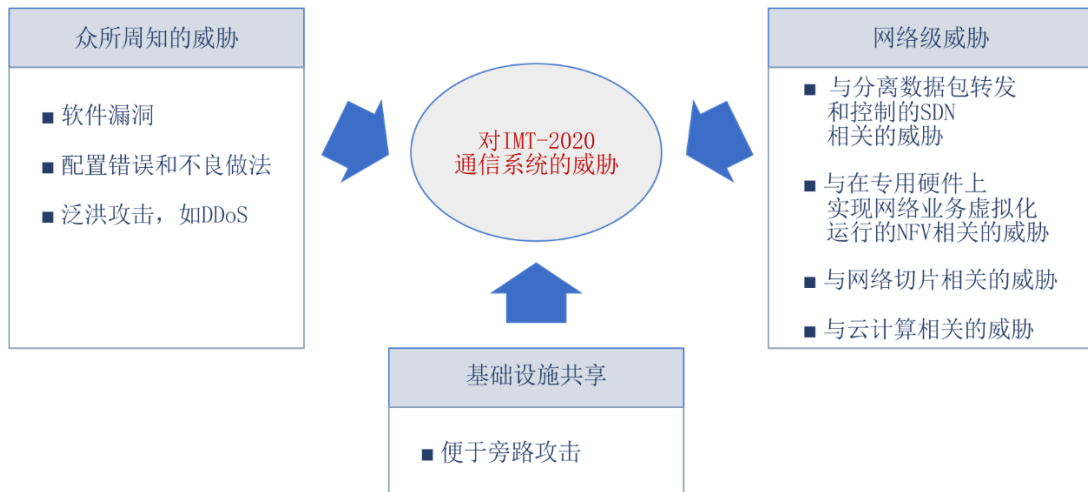 众所周知的威胁
■ 软件漏洞
■ 配置错误和不良做法
■ 泛洪攻击，如DDoS
对IMT-2020
通信系统的威胁
网络级威胁
■ 与分离数据包转发
和控制的SDN
相关的威胁
■ 与在专用硬件上
实现网络业务虚拟化
运行的NFV相关的威胁
■ 与网络切片相关的威胁
■ 与云计算相关的威胁
基础设施共享
■ 便于旁路攻击